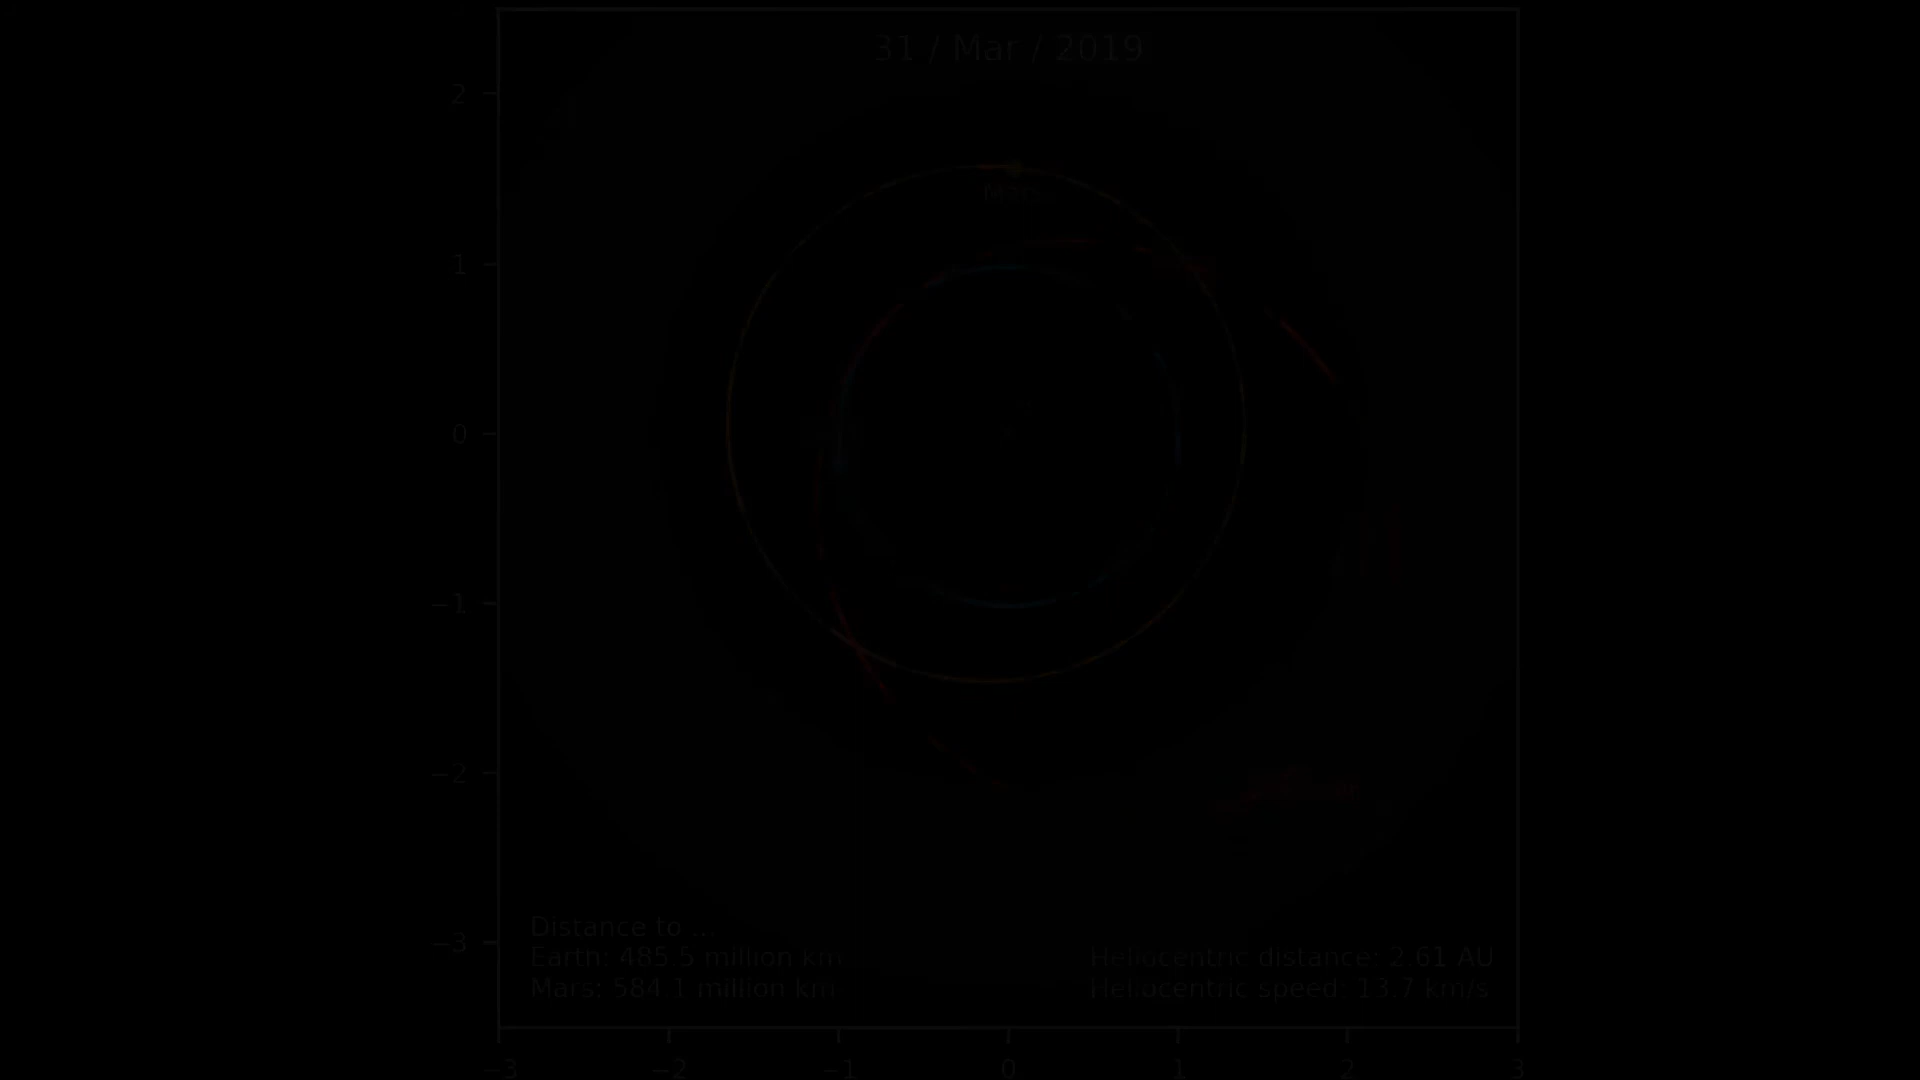 31 / Mar / 2019
2
Mars
1
0
−1
−2
−3
Distance to ...
Earth: 485.5 million km
Mars: 584.1 million km
Heliocentric distance: 2.61 AU
Heliocentric speed: 13.7 km/s
−3
−2
−1
0
1
2
3